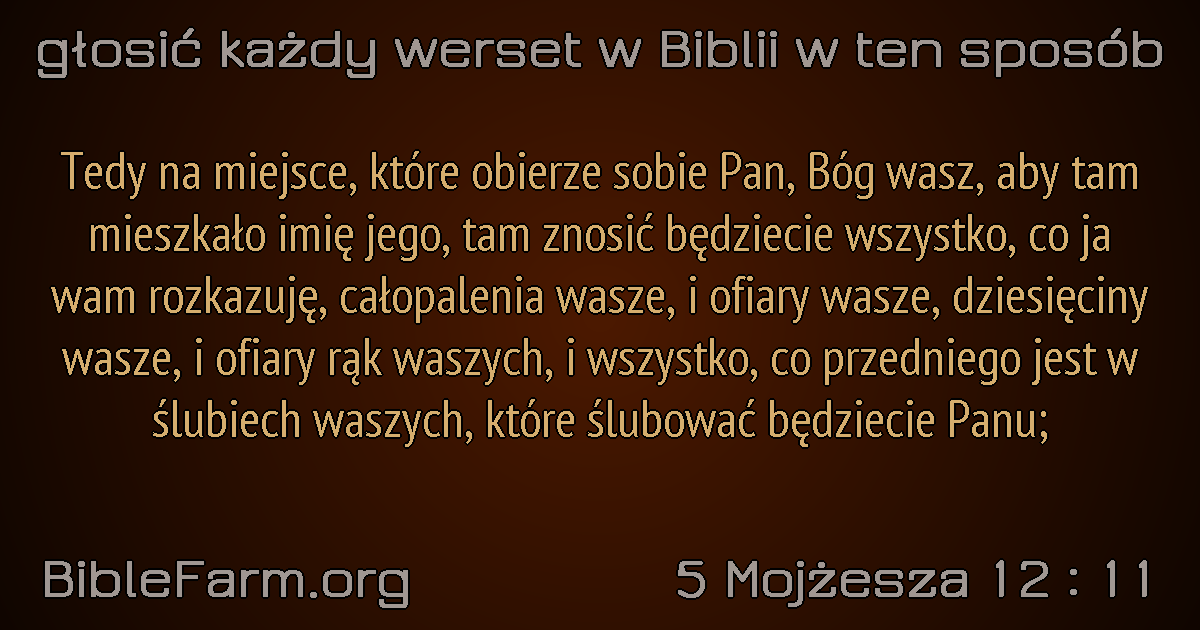 głosić każdy werset w Biblii w ten sposób
Tedy na miejsce, które obierze sobie Pan, Bóg wasz, aby tam
mieszkało imię jego, tam znosić będziecie wszystko, co ja
wam rozkazuję, całopalenia wasze, i ofiary wasze, dziesięciny
wasze, i ofiary rąk waszych, i wszystko, co przedniego jest w
ślubiech waszych, które ślubować będziecie Panu;
BibleFarm.org
5 Mojżesza 12 : 11